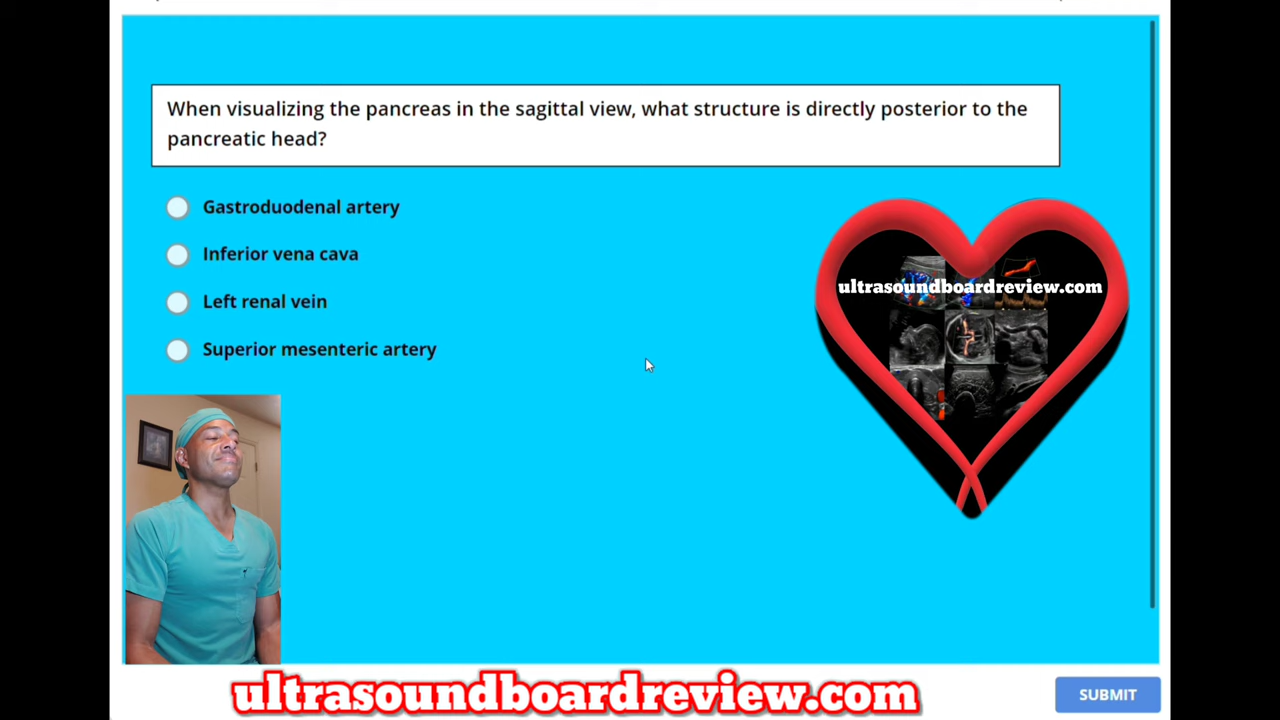 When visualizing the pancreas in the sagittal view, what structure is directly posterior to the
pancreatic head?
Gastroduodenal artery
Inferior vena cava
Left renal vein
Superior mesenteric artery
ultrasoundboardreview.com
ultrasoundboardreview.com
SUBMIT